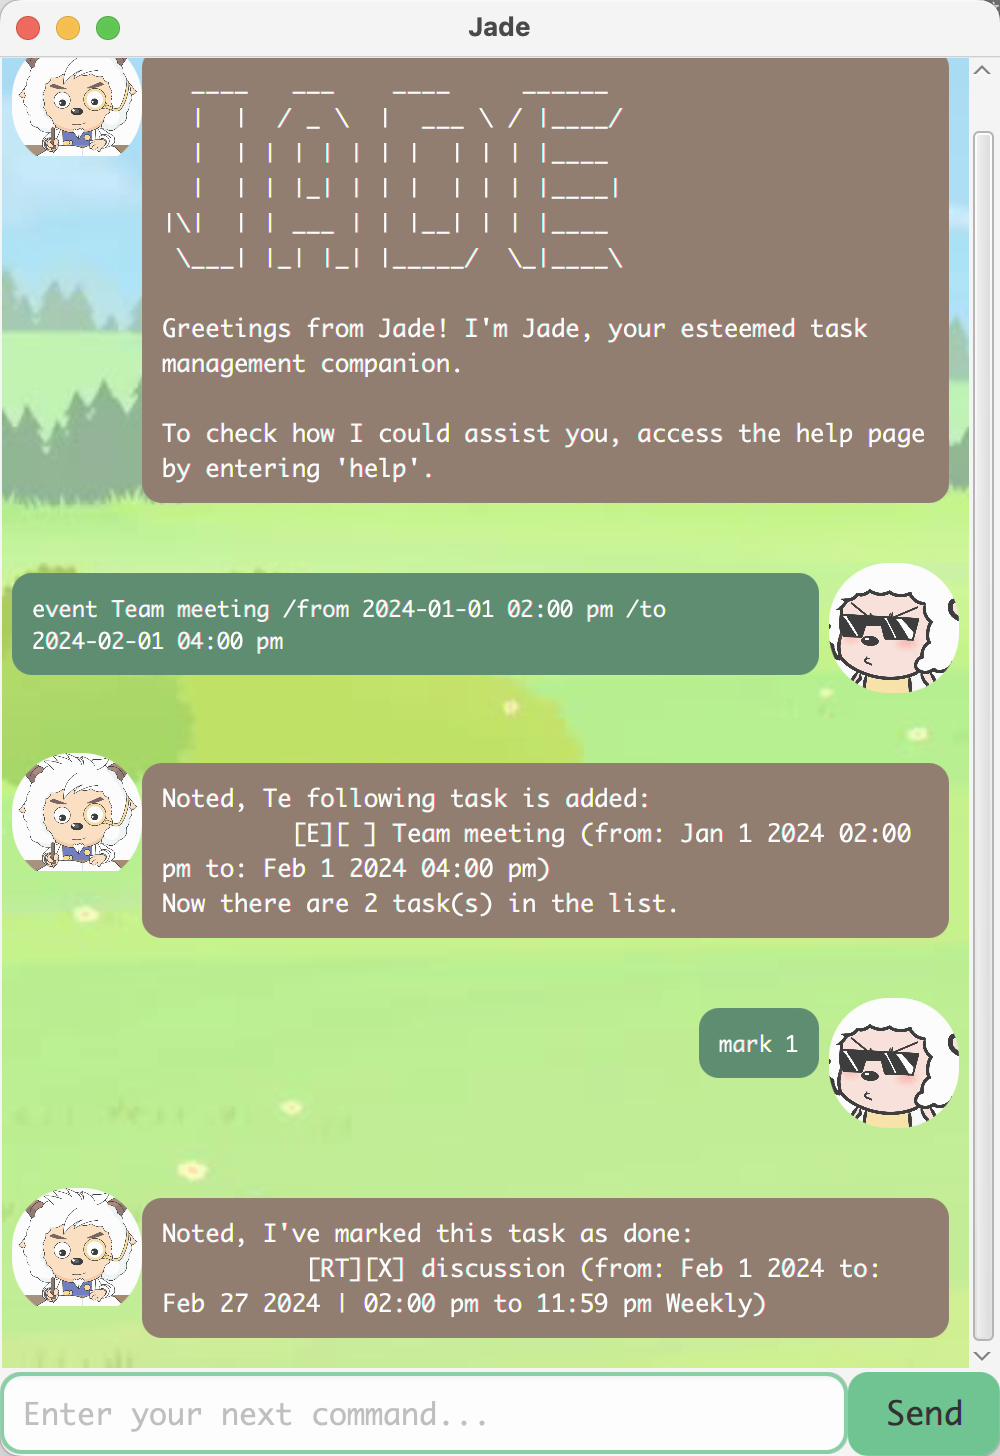 Jade
  ____   ___    ____     ______
  |  | / _ \  |  ___ \ / |____/
  |  | | | | | | |  | | | |____
  |  | | |_| | | |  | | | |____|
|\|  | | ___ | | |__| | | |____
 \___| |_| |_| |_____/  \_|____\
Greetings from Jade! I'm Jade, your esteemed task
management companion.
To check how I could assist you, access the help page
by entering 'help'.
event Team meeting /from 2024-01-01 02:00 pm /to
2024-02-01 04:00 pm
Noted, Te following task is added:
[E][ ] Team meeting (from: Jan 1 2024 02:00
pm to: Feb 1 2024 04:00 pm)
Now there are 2 task(s) in the list.
mark 1
Noted, I've marked this task as done:
[RT][X] discussion (from: Feb 1 2024 to:
Feb 27 2024 | 02:00 pm to 11:59 pm Weekly)
Enter your next command...
Send